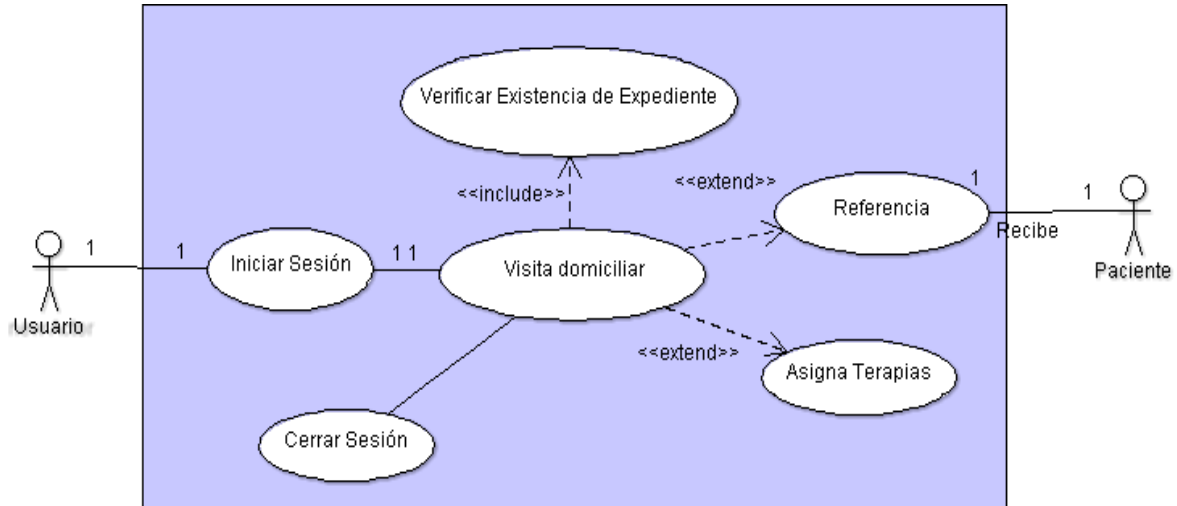 Verificar Existencia de Expediente
<<include>>
<<extend>>
1
1
Referencia
Recibe
Paciente
1
1
Iniciar Sesión
1 1
Visita domiciliar
Usuario
<<extend>>
Asigna Terapias
Cerrar Sesión